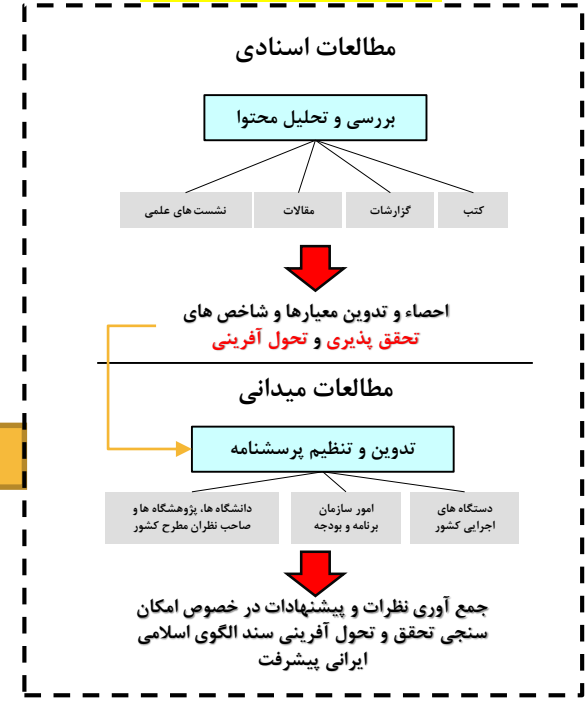 مطالعات اسنادی
بررسی و تحلیل محتوا
کتب
گزارشات
مقالات
نشست های علمی
احصاء و تدوین معیارها و شاخص های
تحقق پذیری و تحول آفرینی
مطالعات میدانی
تدوین و تنظیم پرسشنامه
دستگاه های
اجرایی کشور
امور سازمان
برنامه و بودجه
دانشگاه ها، پژوهشگاه ها و
صاحب نظران مطرح کشور
جمع آوری نظرات و پیشنهادات در خصوص امکان
سنجی تحقق و تحول آفرینی سند الگوی اسلامی
ایرانی پیشرفت